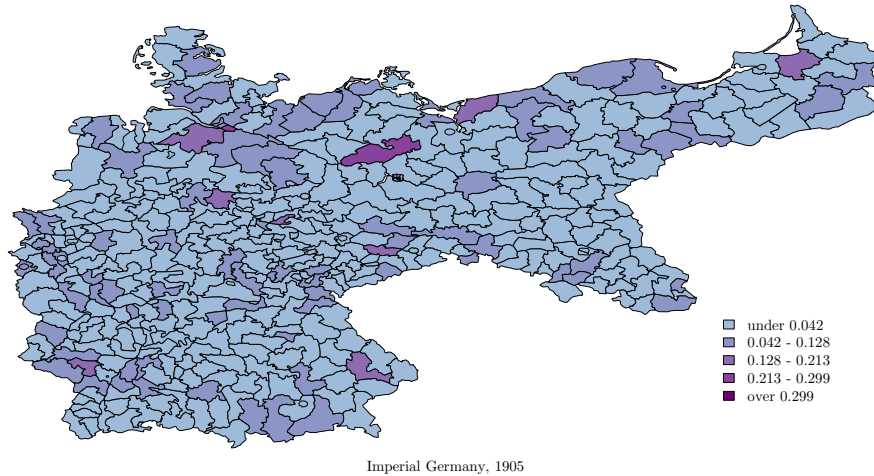 under 0.042
0.042 - 0.128
0.128 - 0.213
0.213 - 0.299
over 0.299
Imperial Germany, 1905